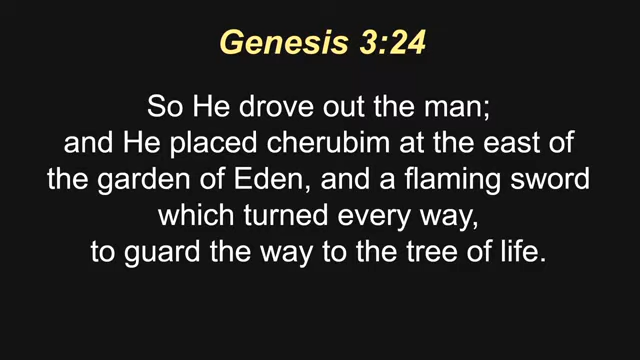 Genesis 3:24
So He drove out the man;
and He placed cherubim at the east of
the garden of Eden, and a flaming sword
which turned every way,
to guard the way to the tree of life.